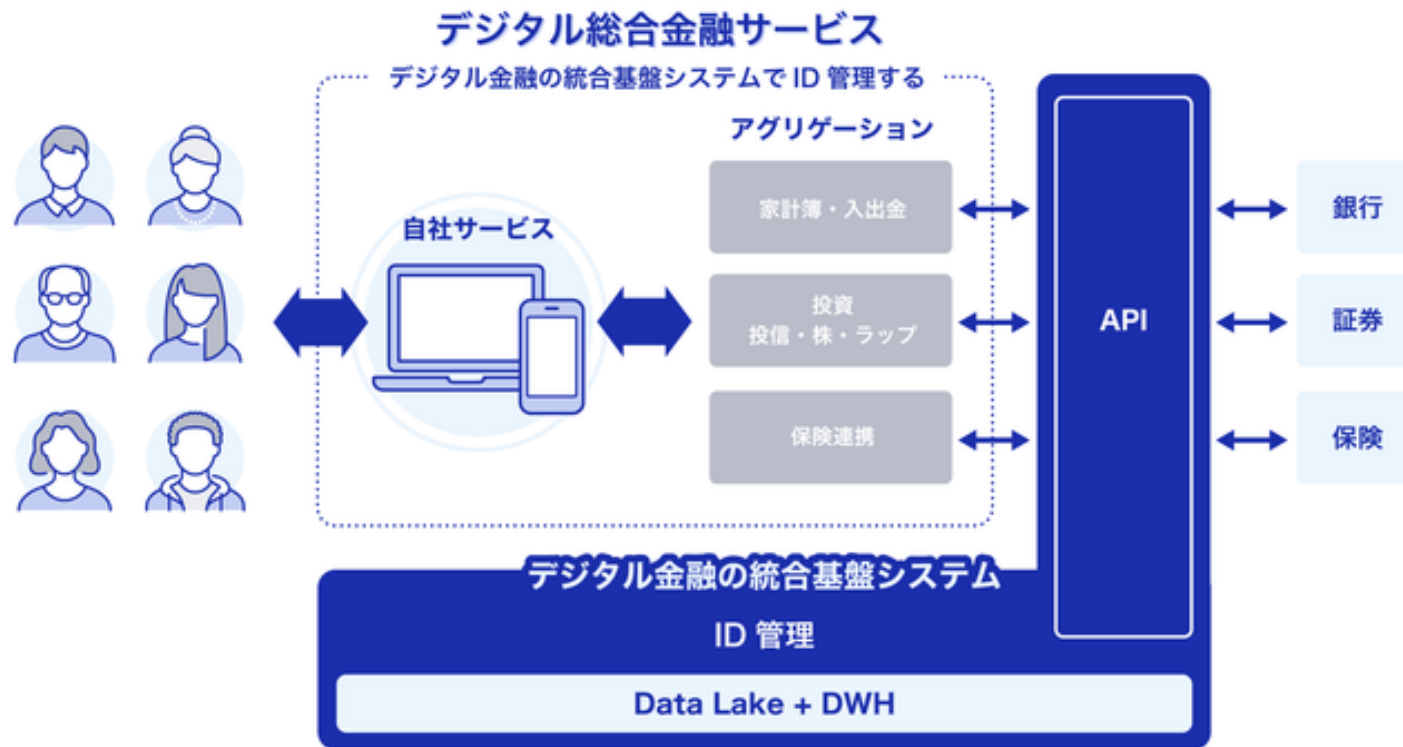 デジタル総合金融サービス
デジタル金融の統合基盤システムで ID 管理する
アグリゲーション
自社サービス
家計簿・入出金
投資
投信・株・ラップ
保険連携
API
銀行
証券
保険
デジタル金融の統合基盤システム
ID 管理
Data Lake + DWH